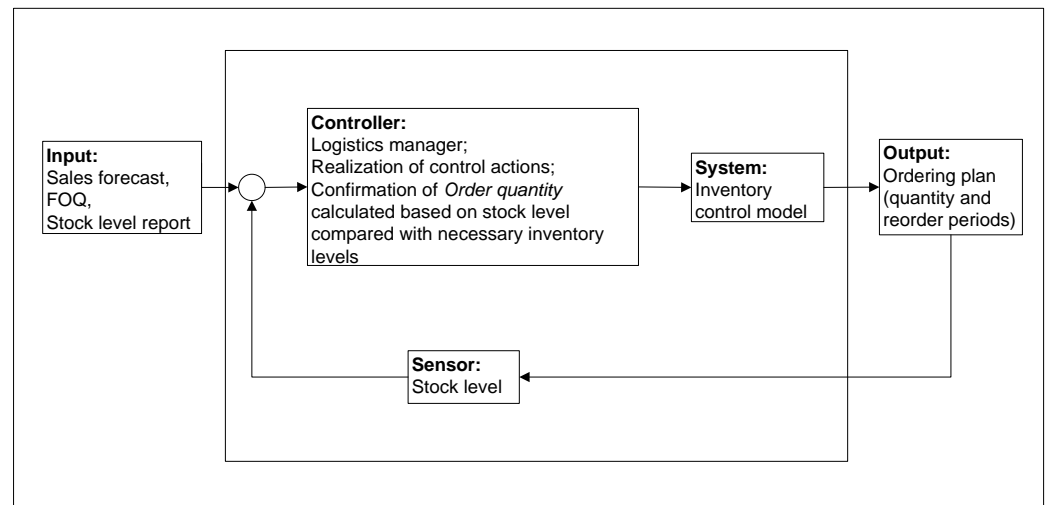 Input:
Sales forecast,
FOQ,
Stock level report
Controller:
Logistics manager;
Realization of control actions;
Confirmation of Order quantity
calculated based on stock level
compared with necessary inventory
levels
System:
Inventory
control model
Output:
Ordering plan
(quantity and
reorder periods)
Sensor:
Stock level